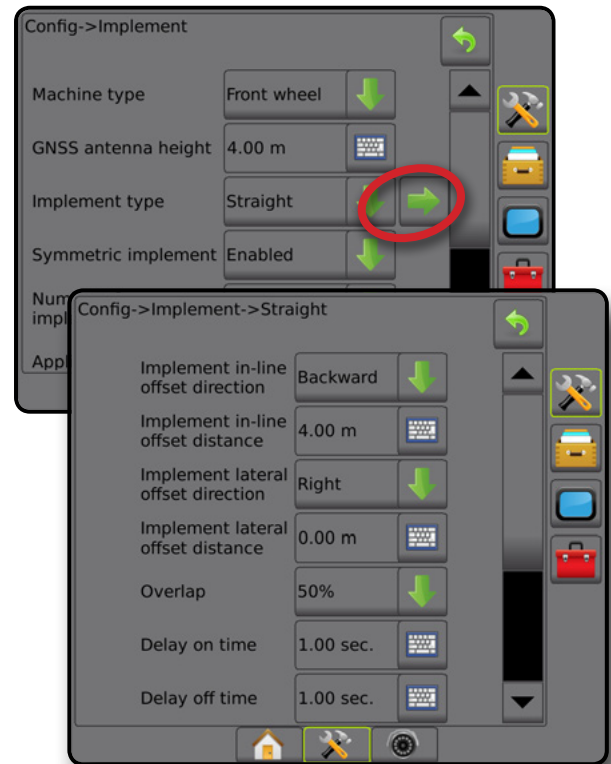 Config->Implement
Machine type Front wheel
GNSS antenna height 4.00 m
Implement type Straight
Symmetric implement Enabled
Config->Implement->Straight
Implement in-line
offset direction Backward
Implement in-line
offset distance 4.00 m
Implement lateral
offset direction Right
Implement lateral
offset distance 0.00 m
Overlap 50%
Delay on time 1.00 sec.
Delay off time 1.00 sec.